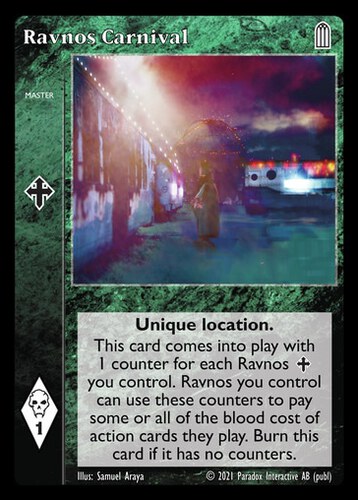 Ravnos Carnival
MASTER
Unique location.
This card comes into play with
1 counter for each Ravnos
you control. Ravnos you control
can use these counters to pay
some or all of the blood cost of
action cards they play. Burn this
card if it has no counters.
1
Illus: Samuel Araya
© 2021 Paradox Interactive AB (publ)